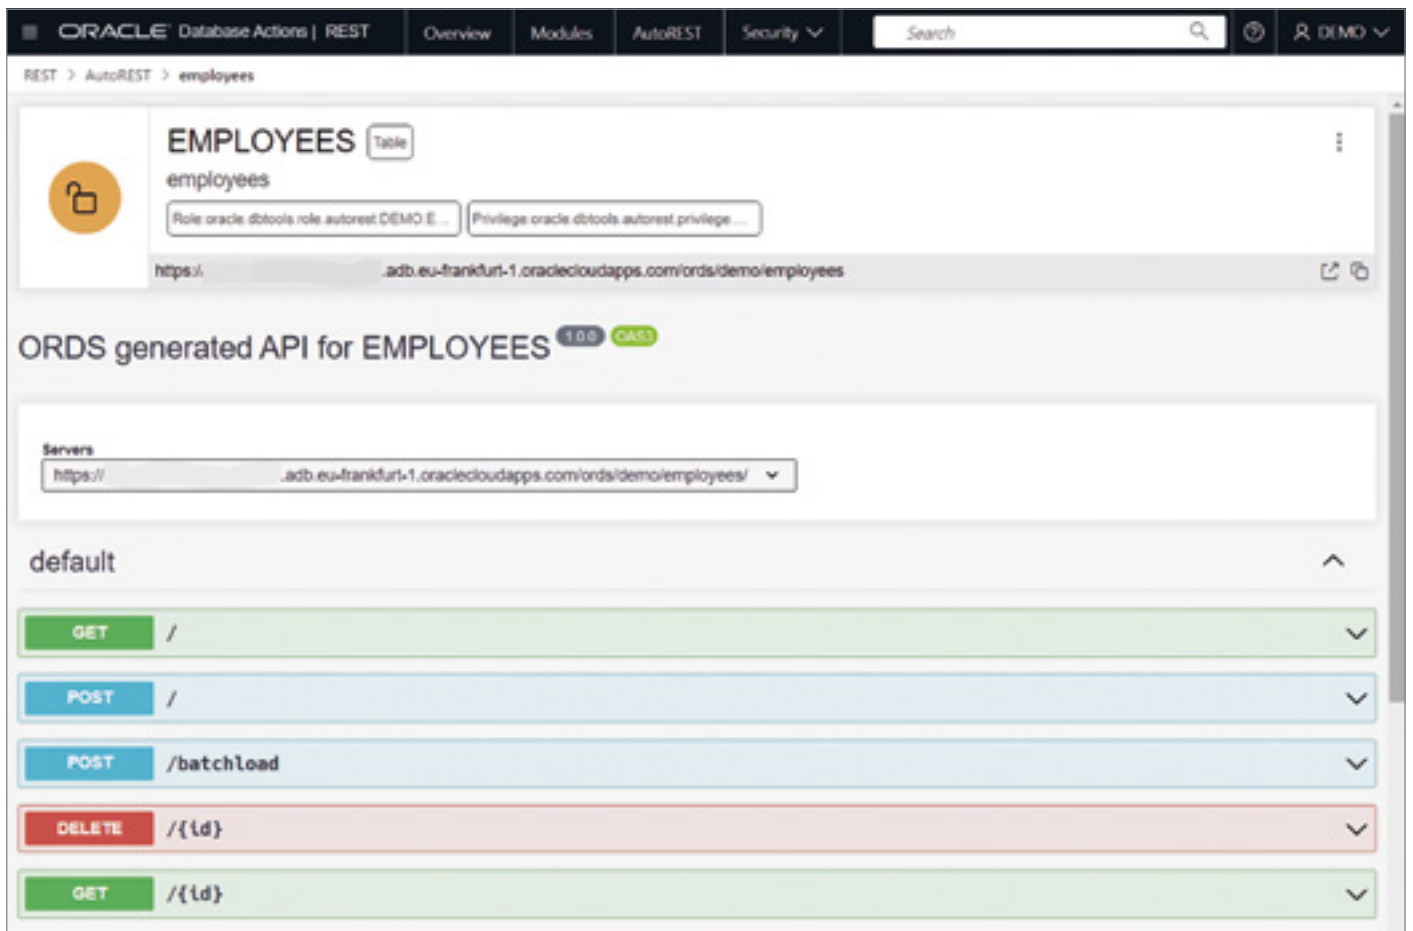 ORACLE Database Actions | REST Overview Modules AutoREST Security Search DEMO
REST > AutoREST > employees
EMPLOYEES Table
employees
Role:oracle.dbtools.role.autorest.DEMO.E... Privilege:oracle.dbtools.autorest.privilege....
https:/ .adb.eu-frankfurt-1.oraclecloudapps.com/ords/demo/employees
ORDS generated API for EMPLOYEES 1.0.0 OAS3
Servers
https:// .adb.eu-frankfurt-1.oraclecloudapps.com/ords/demo/employees/
default
GET /
POST /
POST /batchload
DELETE /{id}
GET /{id}